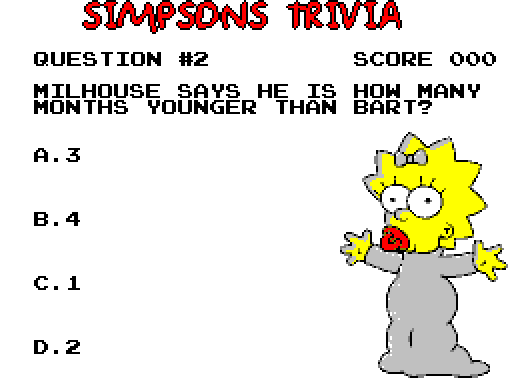 SIMPSONS TRIVIA
QUESTION #2 SCORE 000
MILHOUSE SAYS HE IS HOW MANY
MONTHS YOUNGER THAN BART?
A.3
B.4
C.1
D.2